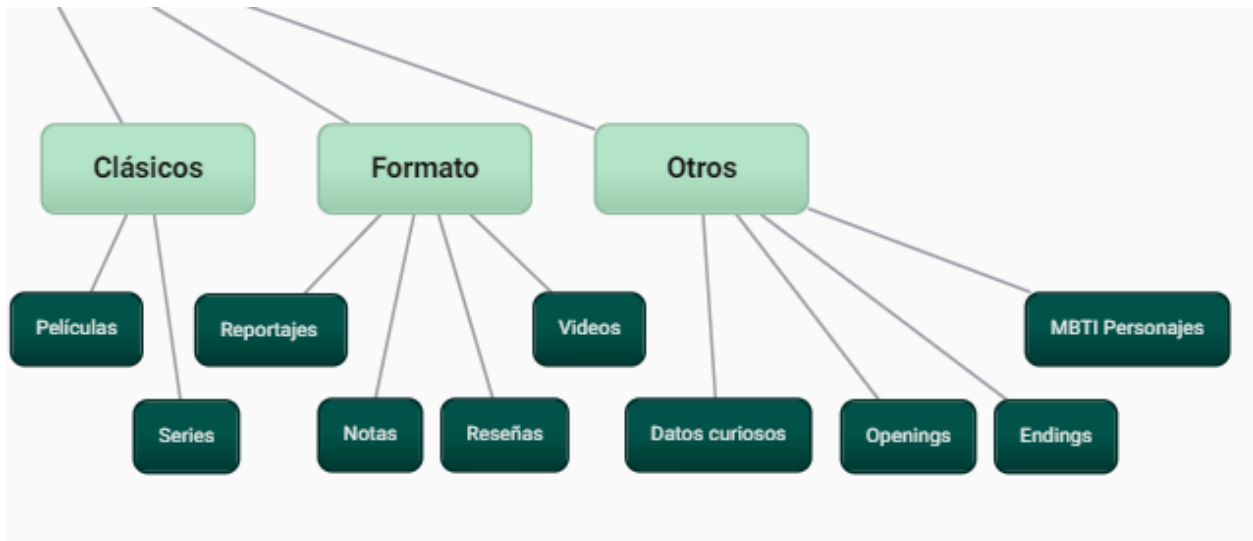 Clásicos
Formato
Otros
Películas
Reportajes
Videos
MBTI Personajes
Series
Notas
Reseñas
Datos curiosos
Openings
Endings